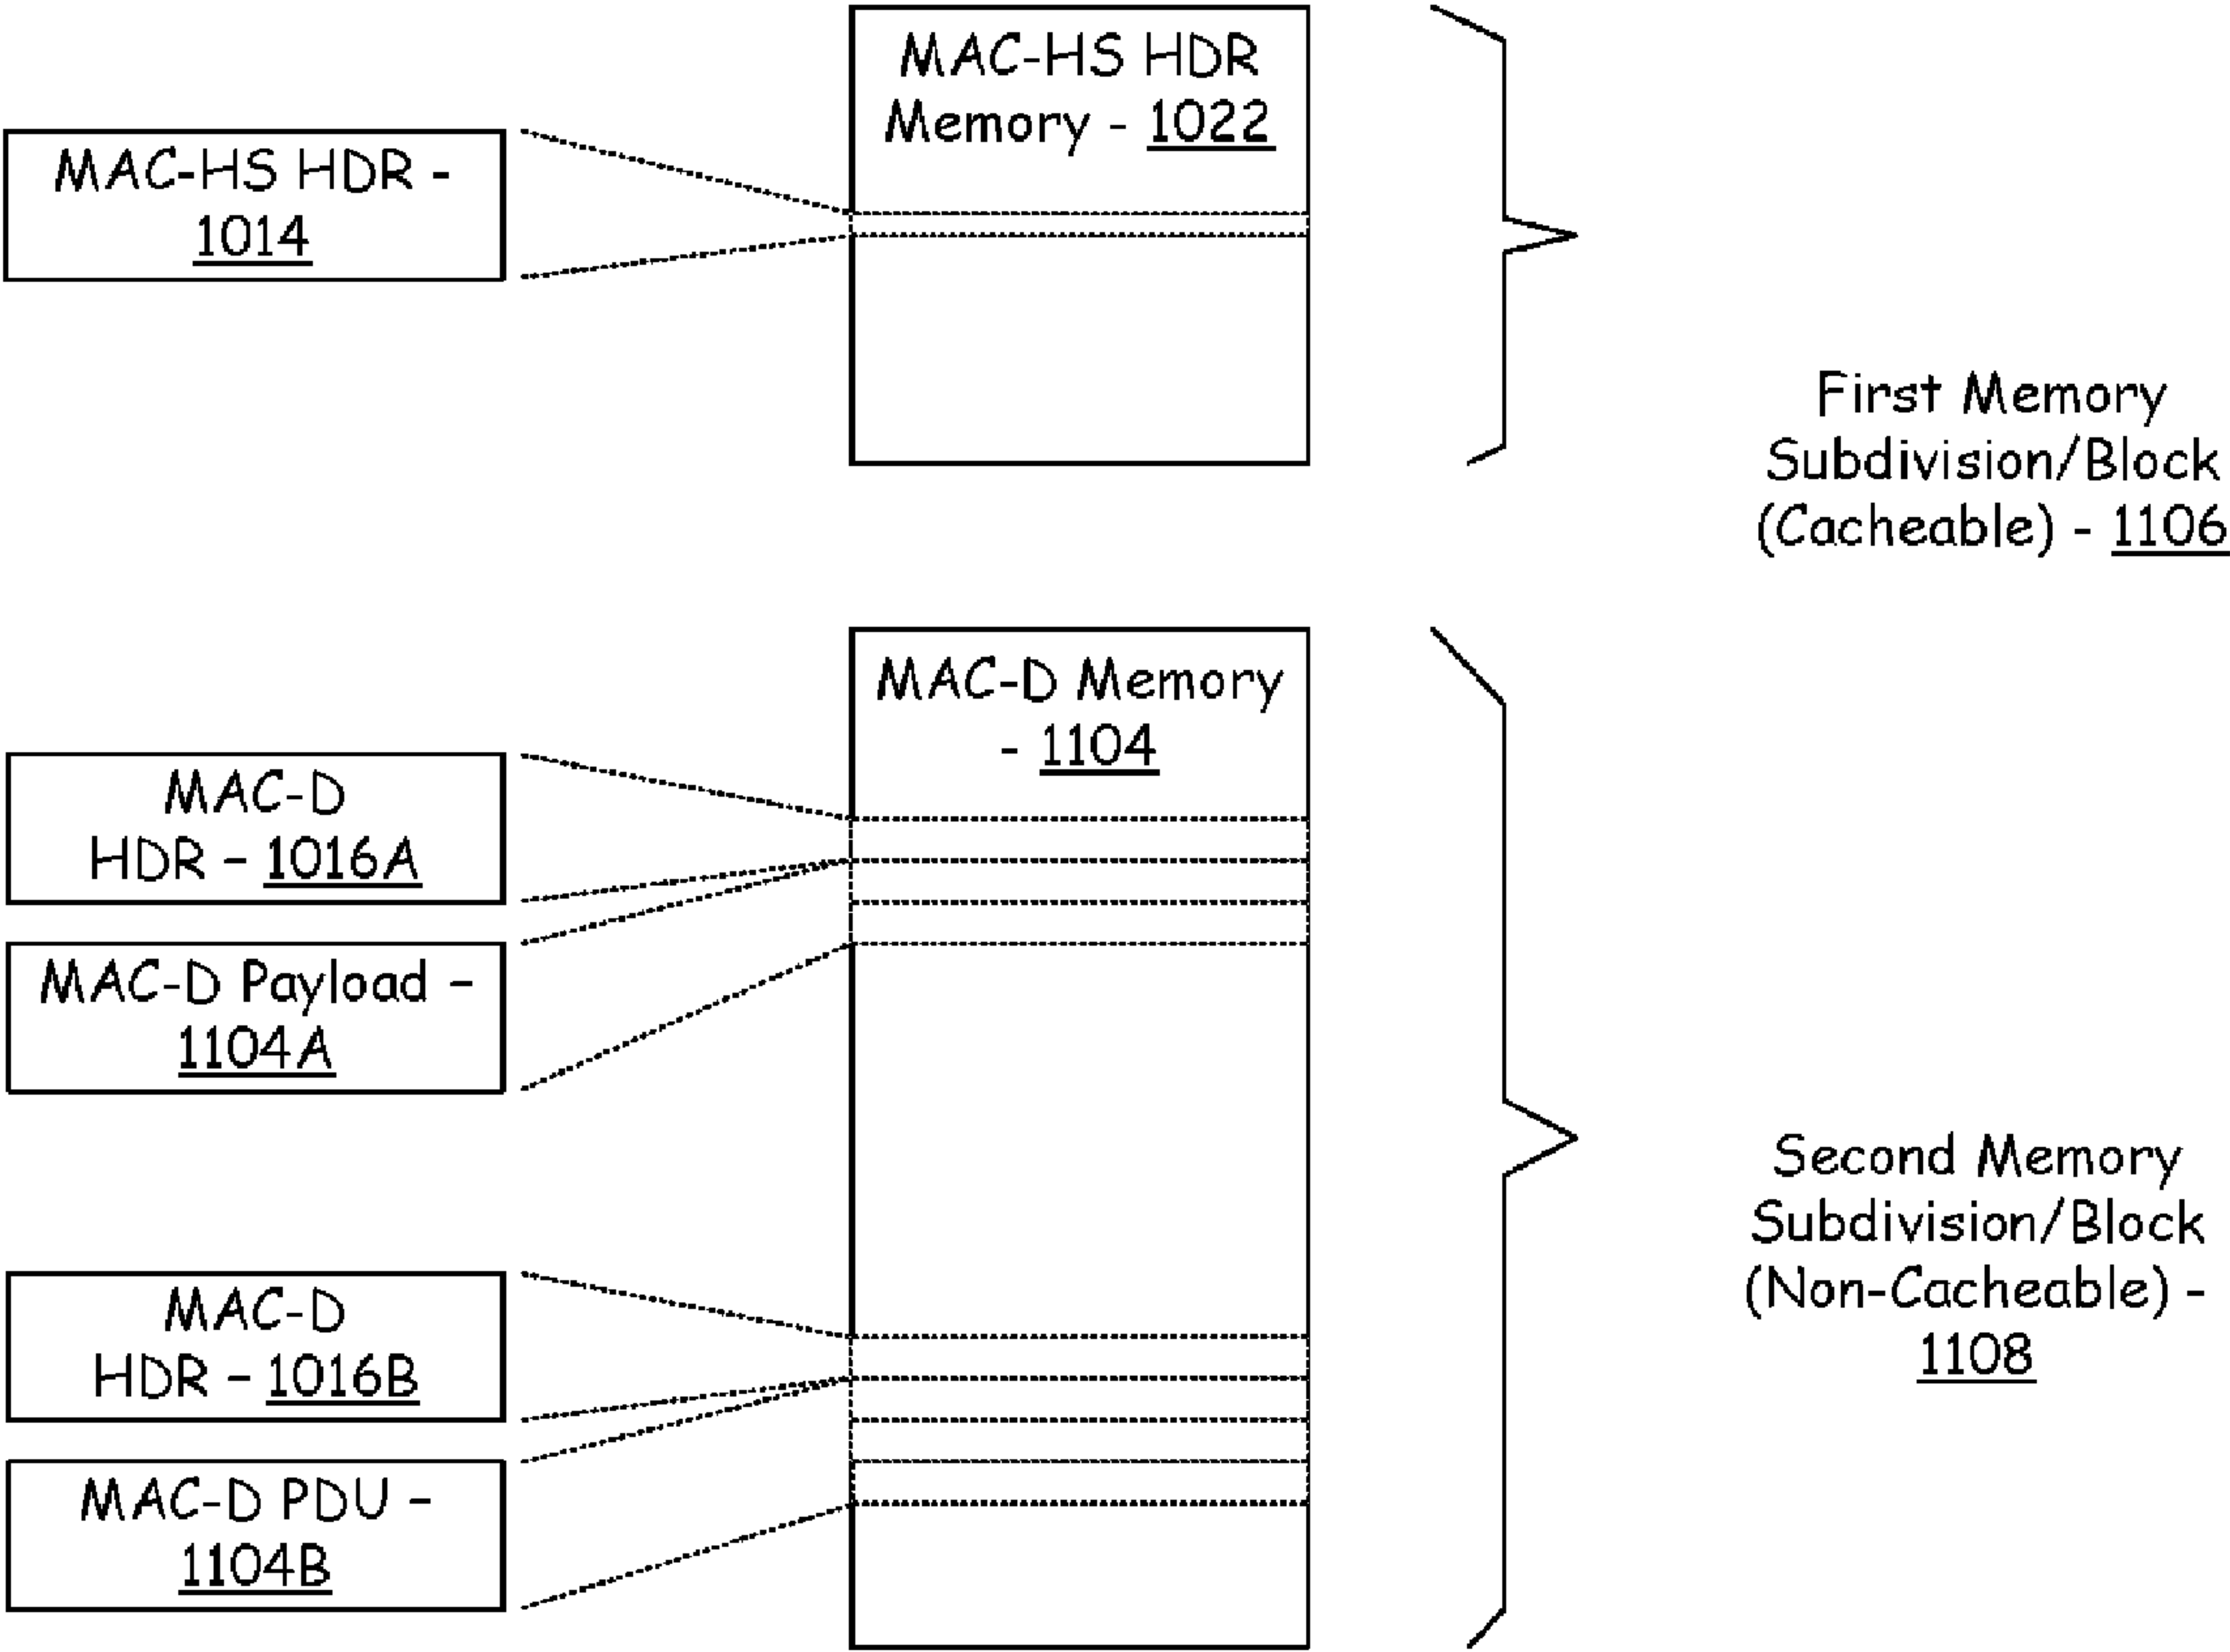 MAC-HS HDR
Memory - 1022
MAC-HS HDR -
1014
First Memory
Subdivision/Block
(Cacheable) - 1106
MAC-D Memory
- 1104
MAC-D
HDR - 1016A
MAC-D Payload -
1104A
Second Memory
Subdivision/Block
(Non-Cacheable) -
1108
MAC-D
HDR - 1016B
MAC-D PDU -
1104B